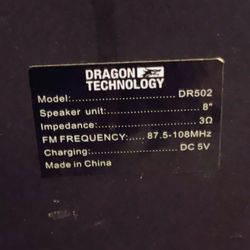 DRAGON
TECHNOLOGY
Model:........................DR502
Speaker unit:........................8"
Impedance:........................3Ω
FM FREQUENCY:........87.5-108MHz
Charging:........................DC 5V
Made in China